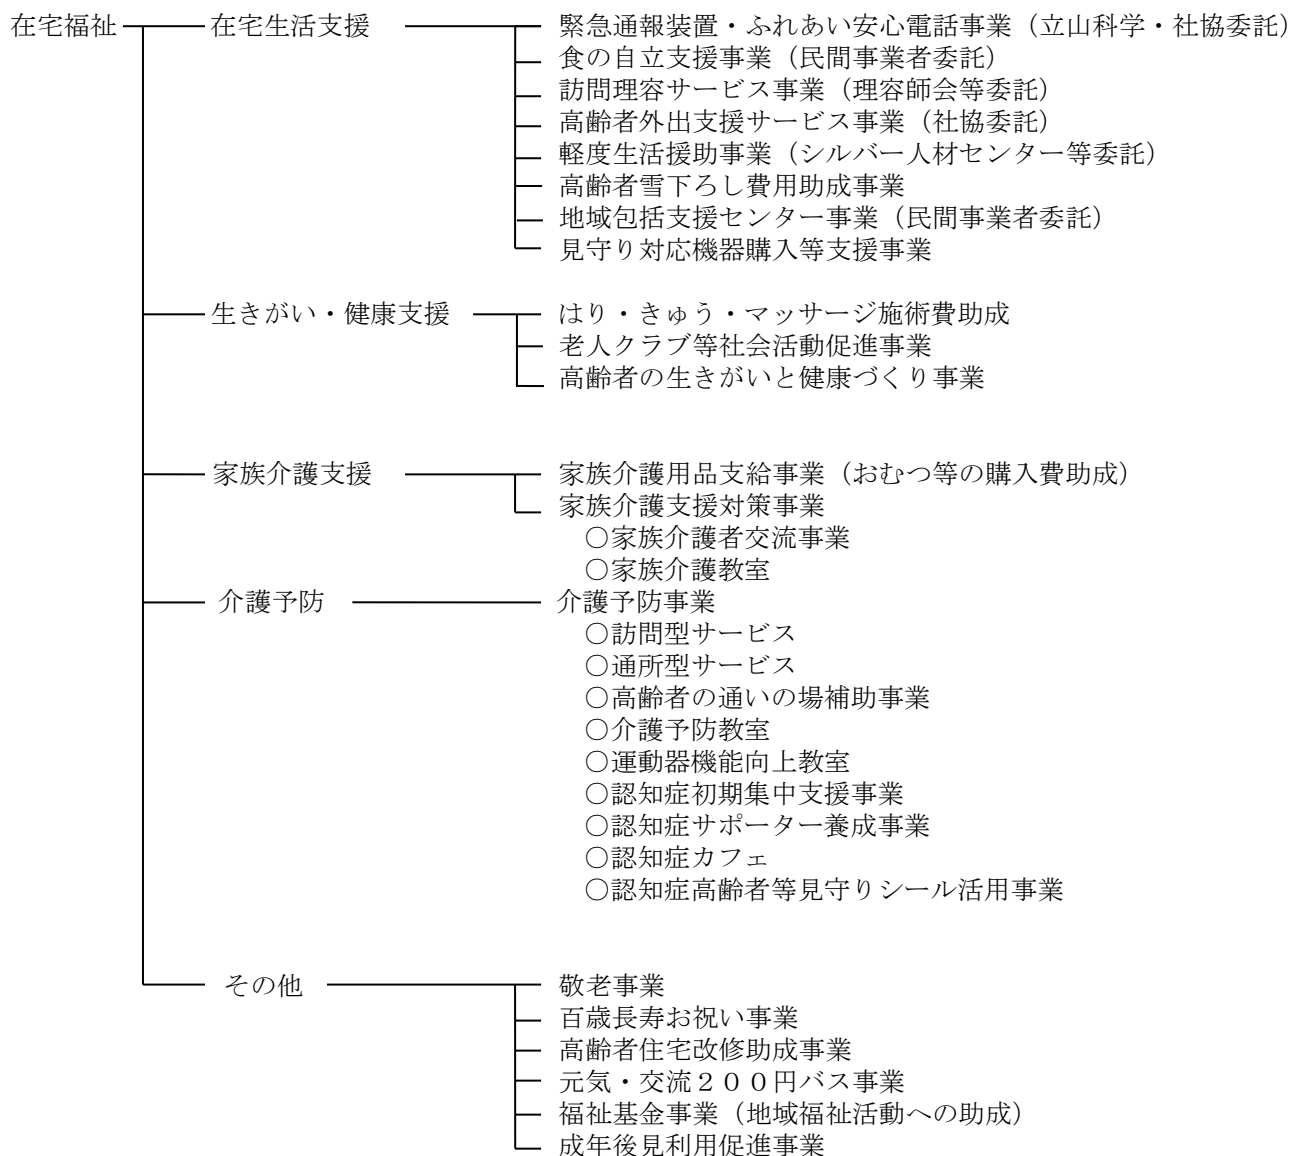 在宅福祉 在宅生活支援 緊急通報装置・ふれあい安心電話事業（立山科学・社協委託）
食の自立支援事業（民間事業者委託）
訪問理容サービス事業（理容師会等委託）
高齢者外出支援サービス事業（社協委託）
軽度生活援助事業（シルバー人材センター等委託）
高齢者雪下ろし費用助成事業
地域包括支援センター事業（民間事業者委託）
見守り対応機器購入等支援事業
生きがい・健康支援 はり・きゅう・マッサージ施術費助成
老人クラブ等社会活動促進事業
高齢者の生きがいと健康づくり事業
家族介護支援 家族介護用品支給事業（おむつ等の購入費助成）
家族介護支援対策事業
○家族介護者交流事業
○家族介護教室
介護予防 介護予防事業
○訪問型サービス
○通所型サービス
○高齢者の通いの場補助事業
○介護予防教室
○運動器機能向上教室
○認知症初期集中支援事業
○認知症サポーター養成事業
○認知症カフェ
○認知症高齢者等見守りシール活用事業
その他 敬老事業
百歳長寿お祝い事業
高齢者住宅改修助成事業
元気・交流２００円バス事業
福祉基金事業（地域福祉活動への助成）
成年後見利用促進事業